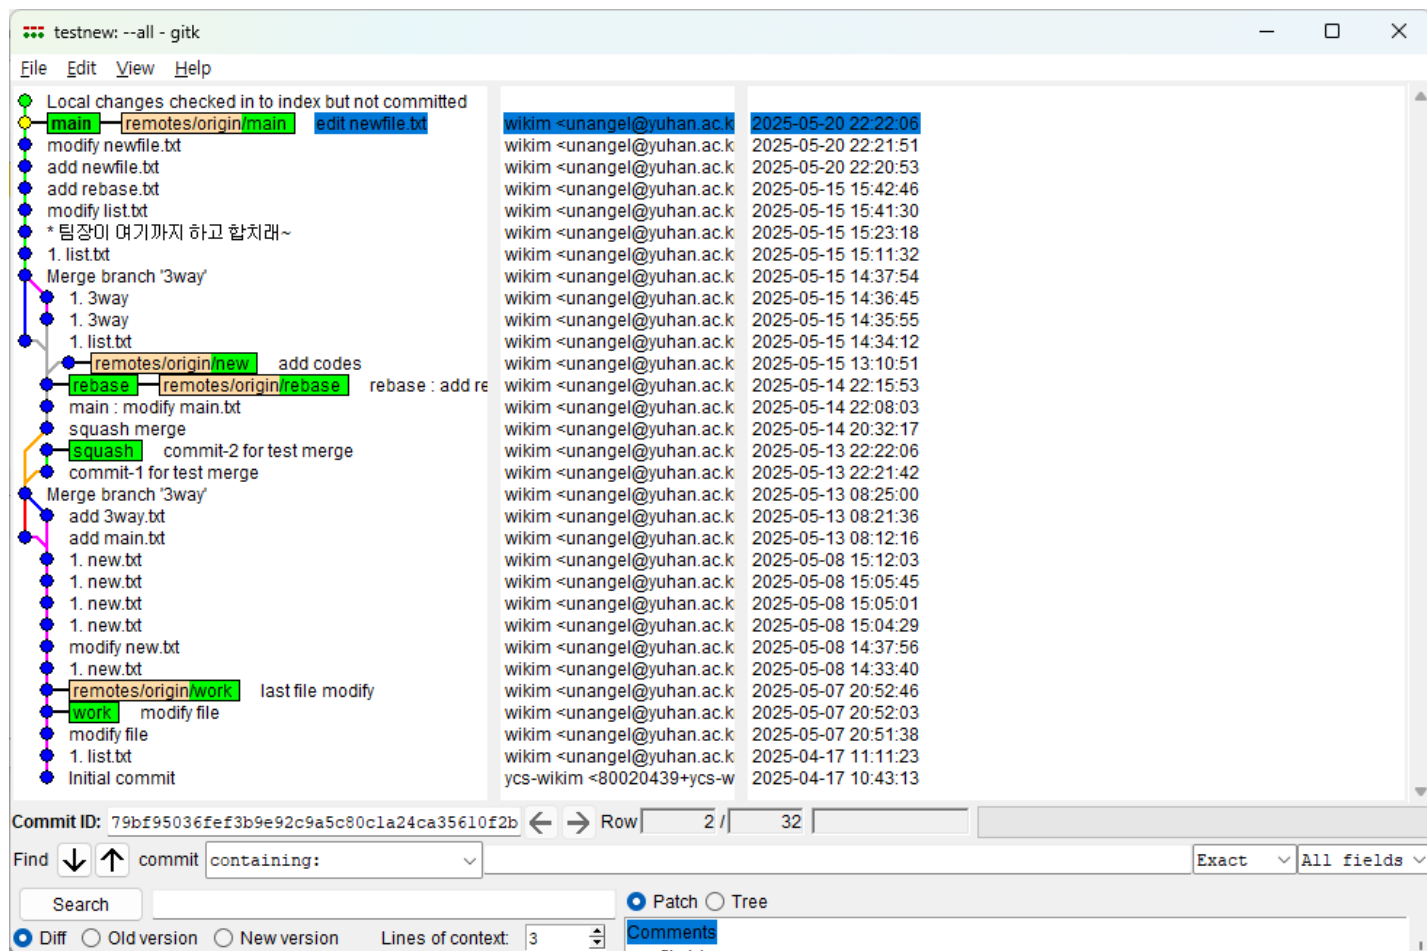 testnew: --all - gitk
File Edit View Help
Local changes checked in to index but not committed
main remotes/origin/main edit newfile.txt wikim <unangel@yuhan.ac.k 2025-05-20 22:22:06
modify newfile.txt wikim <unangel@yuhan.ac.k 2025-05-20 22:21:51
add newfile.txt wikim <unangel@yuhan.ac.k 2025-05-20 22:20:53
add rebase.txt wikim <unangel@yuhan.ac.k 2025-05-15 15:42:46
modify list.txt wikim <unangel@yuhan.ac.k 2025-05-15 15:41:30
* 팀장이 여기까지 하고 합치래~ wikim <unangel@yuhan.ac.k 2025-05-15 15:23:18
1. list.txt wikim <unangel@yuhan.ac.k 2025-05-15 15:11:32
Merge branch '3way' wikim <unangel@yuhan.ac.k 2025-05-15 14:37:54
1. 3way wikim <unangel@yuhan.ac.k 2025-05-15 14:36:45
1. 3way wikim <unangel@yuhan.ac.k 2025-05-15 14:35:55
1. list.txt wikim <unangel@yuhan.ac.k 2025-05-15 14:34:12
remotes/origin/new add codes wikim <unangel@yuhan.ac.k 2025-05-15 13:10:51
rebase remotes/origin/rebase rebase : add re wikim <unangel@yuhan.ac.k 2025-05-14 22:15:53
main : modify main.txt wikim <unangel@yuhan.ac.k 2025-05-14 22:08:03
squash merge wikim <unangel@yuhan.ac.k 2025-05-14 20:32:17
squash commit-2 for test merge wikim <unangel@yuhan.ac.k 2025-05-13 22:22:06
commit-1 for test merge wikim <unangel@yuhan.ac.k 2025-05-13 22:21:42
Merge branch '3way' wikim <unangel@yuhan.ac.k 2025-05-13 08:25:00
add 3way.txt wikim <unangel@yuhan.ac.k 2025-05-13 08:21:36
add main.txt wikim <unangel@yuhan.ac.k 2025-05-13 08:12:16
1. new.txt wikim <unangel@yuhan.ac.k 2025-05-08 15:12:03
1. new.txt wikim <unangel@yuhan.ac.k 2025-05-08 15:05:45
1. new.txt wikim <unangel@yuhan.ac.k 2025-05-08 15:05:01
1. new.txt wikim <unangel@yuhan.ac.k 2025-05-08 15:04:29
modify new.txt wikim <unangel@yuhan.ac.k 2025-05-08 14:37:56
1. new.txt wikim <unangel@yuhan.ac.k 2025-05-08 14:33:40
remotes/origin/work last file modify wikim <unangel@yuhan.ac.k 2025-05-07 20:52:46
work modify file wikim <unangel@yuhan.ac.k 2025-05-07 20:52:03
modify file wikim <unangel@yuhan.ac.k 2025-05-07 20:51:38
1. list.txt wikim <unangel@yuhan.ac.k 2025-04-17 11:11:23
Initial commit ycs-wikim <80020439+ycs-w 2025-04-17 10:43:13
Commit ID: 79bf95036fef3b9e92c9a5c80c1a24ca35610f2b Row 2 / 32
Find commit containing: Exact All fields
Search Patch Tree
Diff Old version New version Lines of context: 3 Comments